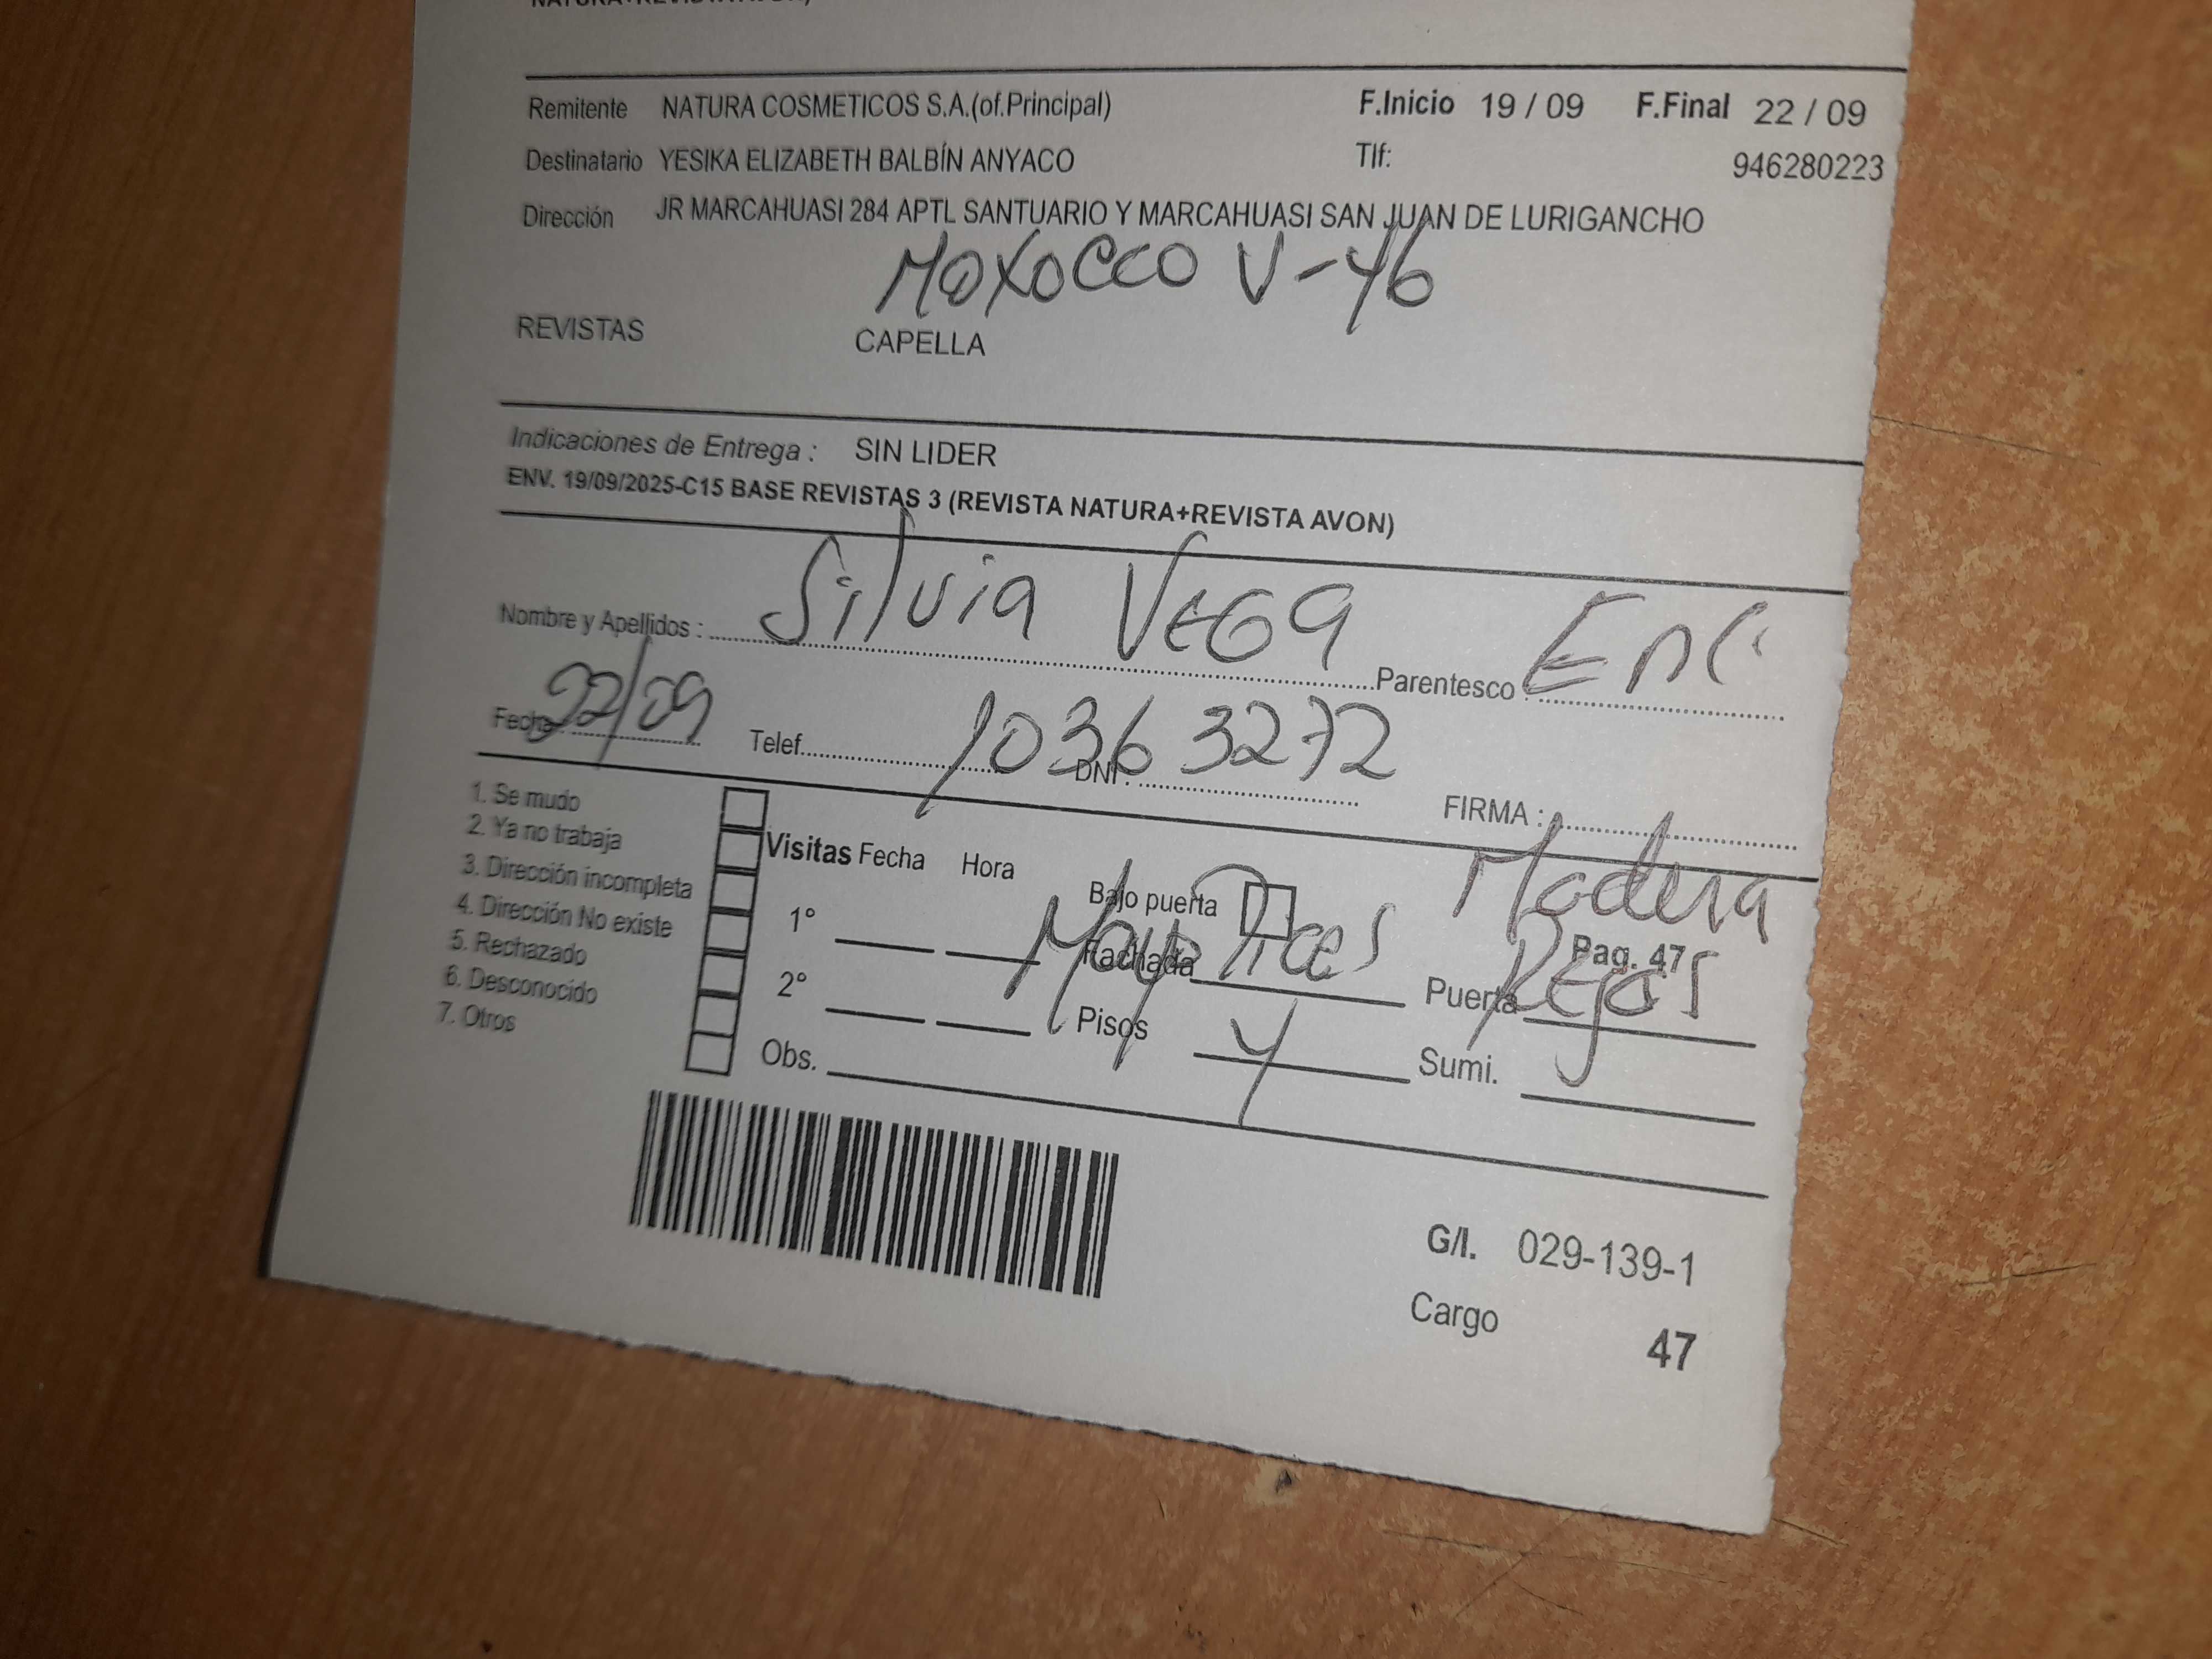 NATURA+REVISTA AVON)
Remitente NATURA COSMETICOS S.A.(of.Principal) F.Inicio 19 / 09 F.Final 22 / 09
Destinatario YESIKA ELIZABETH BALBÍN ANYACO Tlf: 946280223
Dirección JR MARCAHUASI 284 APTL SANTUARIO Y MARCAHUASI SAN JUAN DE LURIGANCHO
V-46
REVISTAS CAPELLA
Indicaciones de Entrega : SIN LIDER
ENV. 19/09/2025-C15 BASE REVISTAS 3 (REVISTA NATURA+REVISTA AVON)
Nombre y Apellidos : Silvia VEGA Parentesco : Enc
Fecha 22/09 Telef. DNI : 10363272 FIRMA :
1. Se mudo
2. Ya no trabaja
3. Dirección incompleta
4. Dirección No existe
5. Rechazado
6. Desconocido
7. Otros
Visitas Fecha Hora Bajo puerta Madera
1° Fachada Puerta Rejas Pag. 47
2° Pisos 4 Sumi.
Obs.
G/I. 029-139-1
Cargo 47